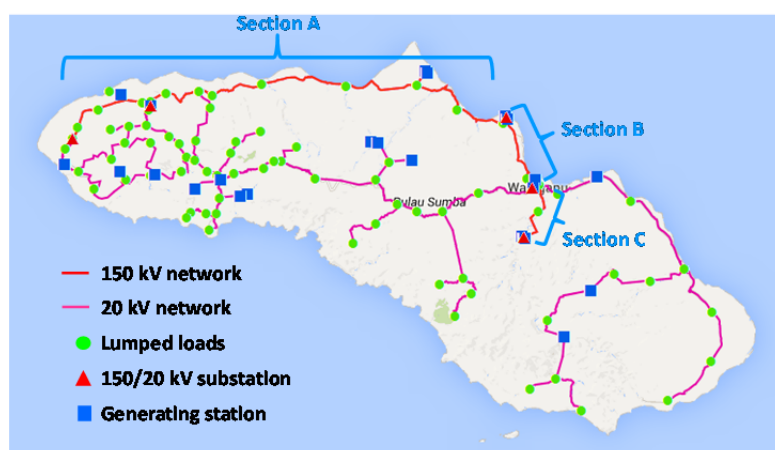 Section A
Section B
Pulau Sumba
Section C
150 kV network
20 kV network
Lumped loads
150/20 kV substation
Generating station